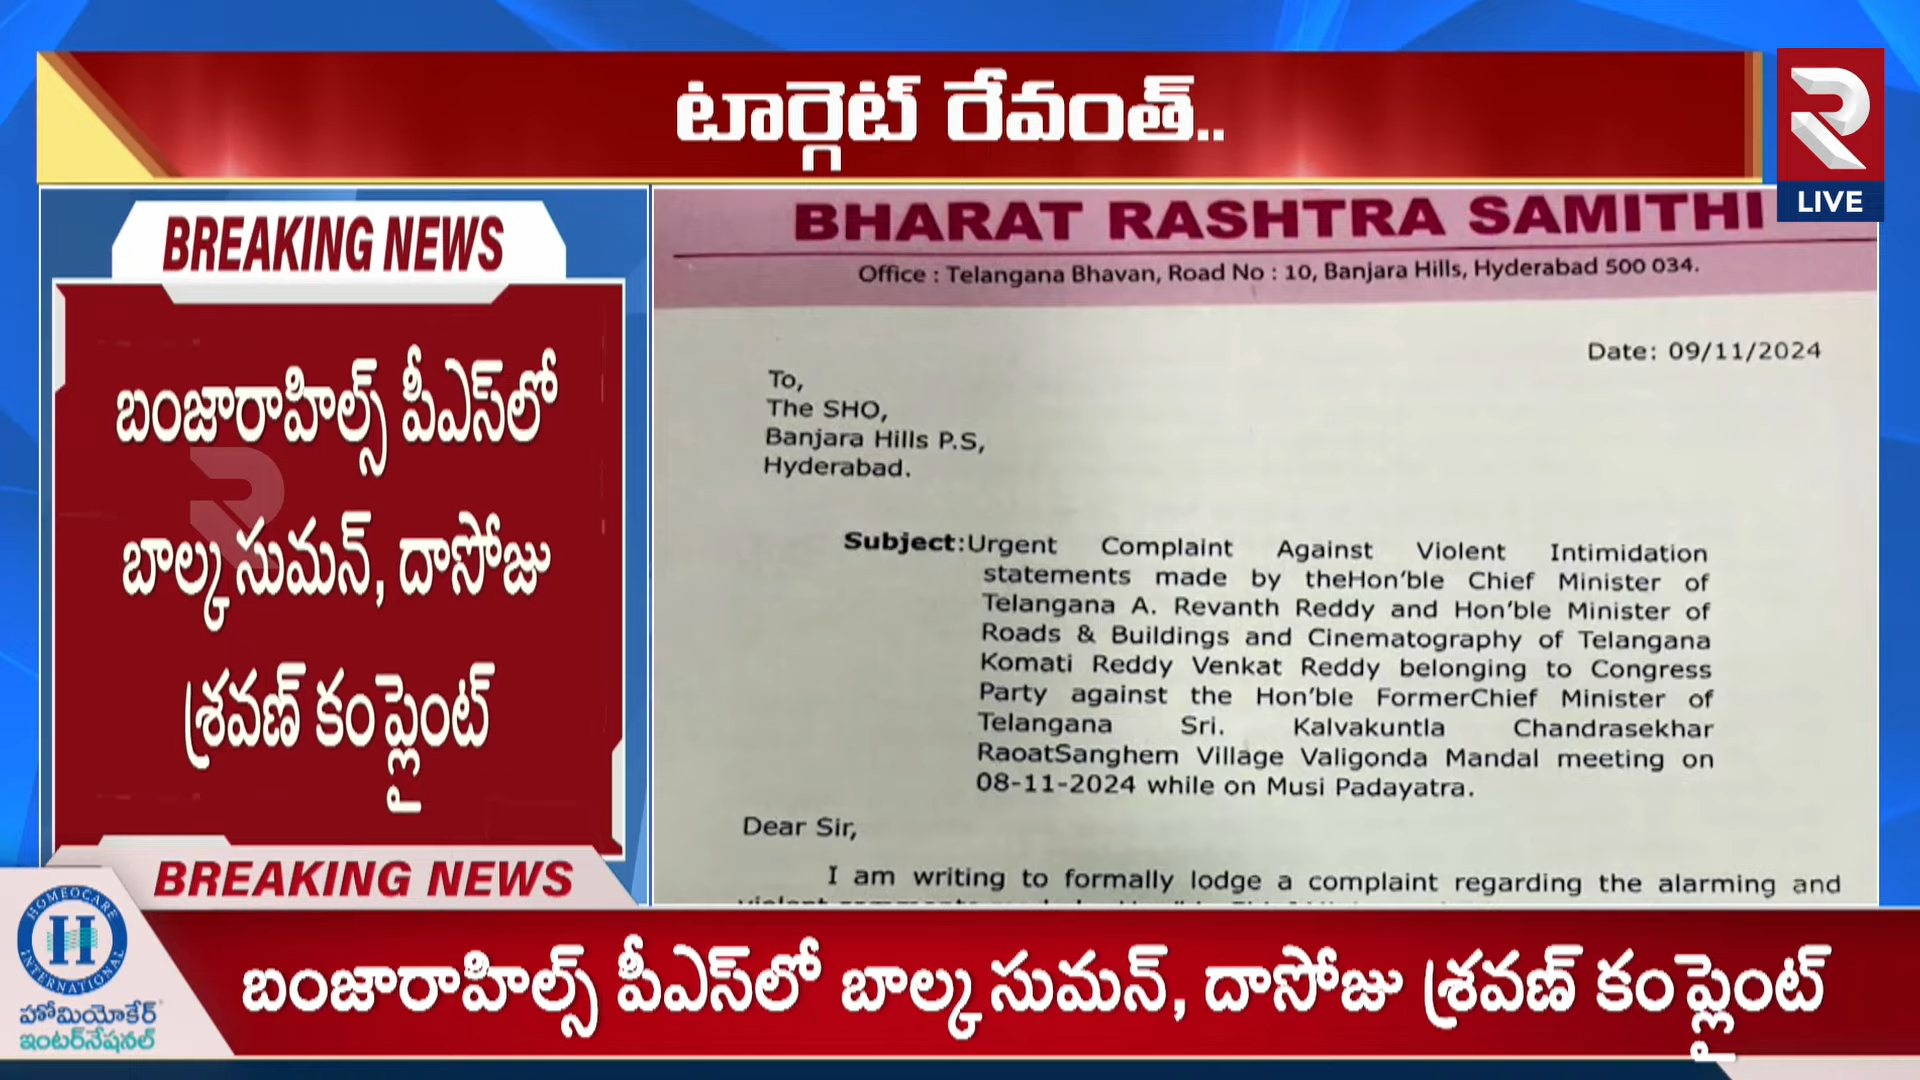 టార్గెట్ రేవంత్..
LIVE
BREAKING NEWS
బంజారాహిల్స్ పీఎస్‌లో
బాల్క సుమన్, దాసోజు
శ్రవణ్ కంప్లైంట్
BHARAT RASHTRA SAMITHI
Office : Telangana Bhavan, Road No : 10, Banjara Hills, Hyderabad 500 034.
Date: 09/11/2024
To,
The SHO,
Banjara Hills P.S,
Hyderabad.
Subject:Urgent Complaint Against Violent Intimidation
statements made by theHon'ble Chief Minister of
Telangana A. Revanth Reddy and Hon'ble Minister of
Roads & Buildings and Cinematography of Telangana
Komati Reddy Venkat Reddy belonging to Congress
Party against the Hon'ble FormerChief Minister of
Telangana Sri. Kalvakuntla Chandrasekhar
RaoatSanghem Village Valigonda Mandal meeting on
08-11-2024 while on Musi Padayatra.
Dear Sir,
I am writing to formally lodge a complaint regarding the alarming and
BREAKING NEWS
HOMEOCARE
INTERNATIONAL
హోమియోకేర్
ఇంటర్‌నేషనల్
బంజారాహిల్స్ పీఎస్‌లో బాల్క సుమన్, దాసోజు శ్రవణ్ కంప్లైంట్